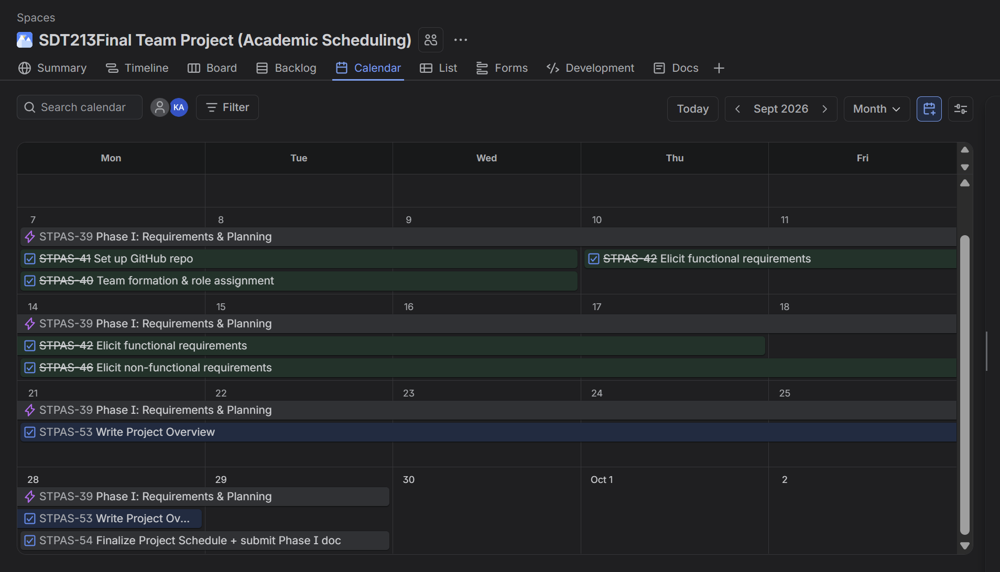 Spaces
SDT213Final Team Project (Academic Scheduling)
Summary Timeline Board Backlog Calendar List Forms Development Docs
Search calendar KA Filter Today Sept 2026 Month
Mon Tue Wed Thu Fri
7 8 9 10 11
STPAS-39 Phase I: Requirements & Planning
STPAS-41 Set up GitHub repo STPAS-42 Elicit functional requirements
STPAS-40 Team formation & role assignment
14 15 16 17 18
STPAS-39 Phase I: Requirements & Planning
STPAS-42 Elicit functional requirements
STPAS-46 Elicit non-functional requirements
21 22 23 24 25
STPAS-39 Phase I: Requirements & Planning
STPAS-53 Write Project Overview
28 29 30 Oct 1 2
STPAS-39 Phase I: Requirements & Planning
STPAS-53 Write Project Ov...
STPAS-54 Finalize Project Schedule + submit Phase I doc